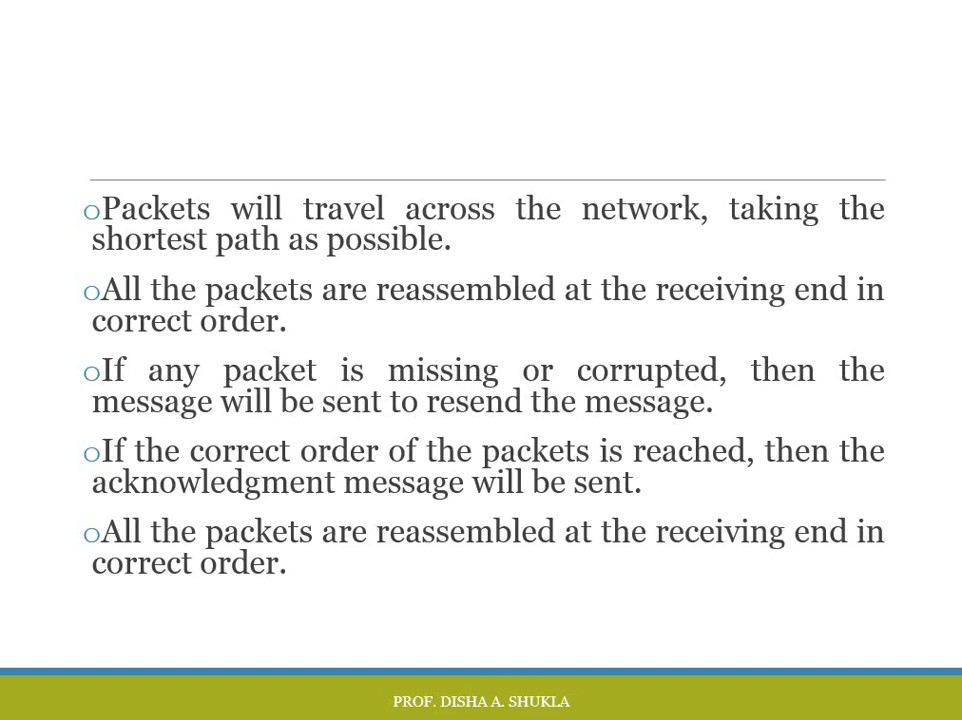 oPackets will travel across the network, taking the
shortest path as possible.
oAll the packets are reassembled at the receiving end in
correct order.
oIf any packet is missing or corrupted, then the
message will be sent to resend the message.
oIf the correct order of the packets is reached, then the
acknowledgment message will be sent.
oAll the packets are reassembled at the receiving end in
correct order.
PROF. DISHA A. SHUKLA